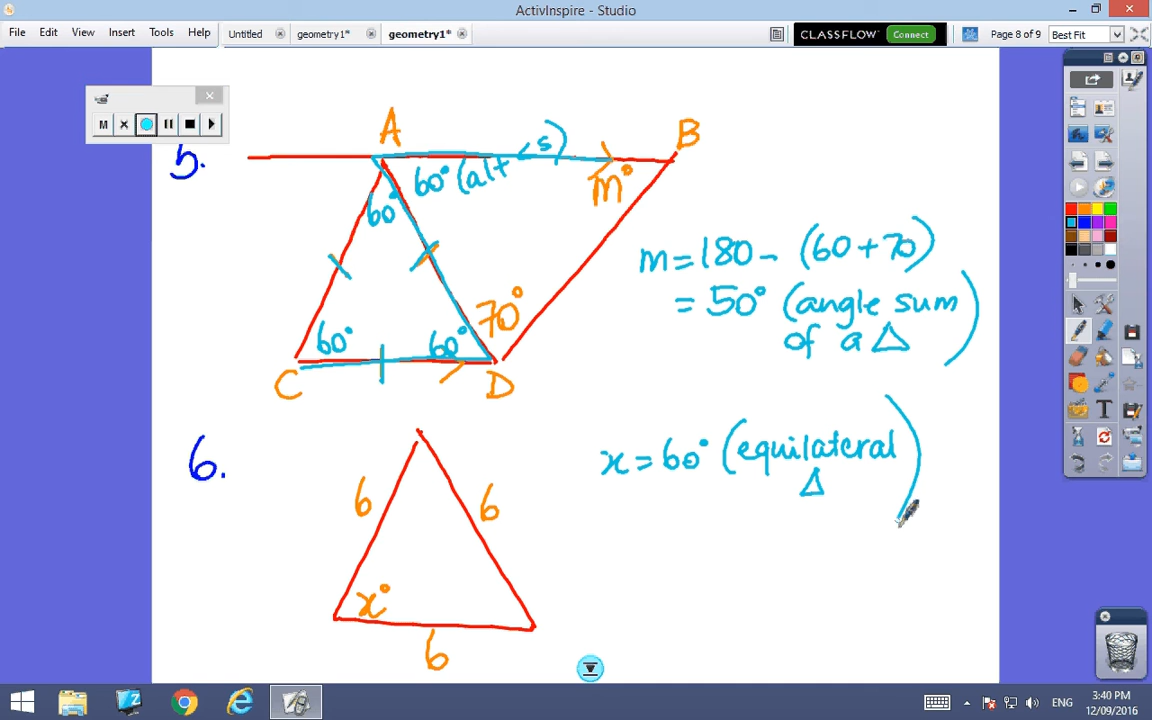 ActivInspire - Studio
File Edit View Insert Tools Help
Untitled geometry1* geometry1*
CLASSFLOW Connect
Page 8 of 9
Best Fit
M
5.
A
B
60° (alt <s)
m°
60°
70°
60°
60°
C
D
m = 180 - (60 + 70)
= 50° (angle sum
of a Δ)
6.
6
6
x°
6
x = 60° (equilateral
Δ)
T
ENG
3:40 PM
12/09/2016